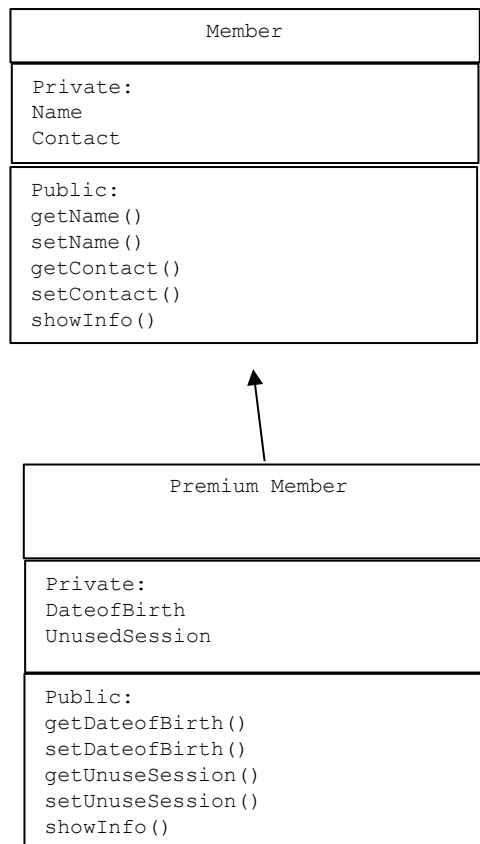 Member
Private:
Name
Contact
Public:
getName()
setName()
getContact()
setContact()
showInfo()
Premium Member
Private:
DateofBirth
UnusedSession
Public:
getDateofBirth()
setDateofBirth()
getUnuseSession()
setUnuseSession()
showInfo()